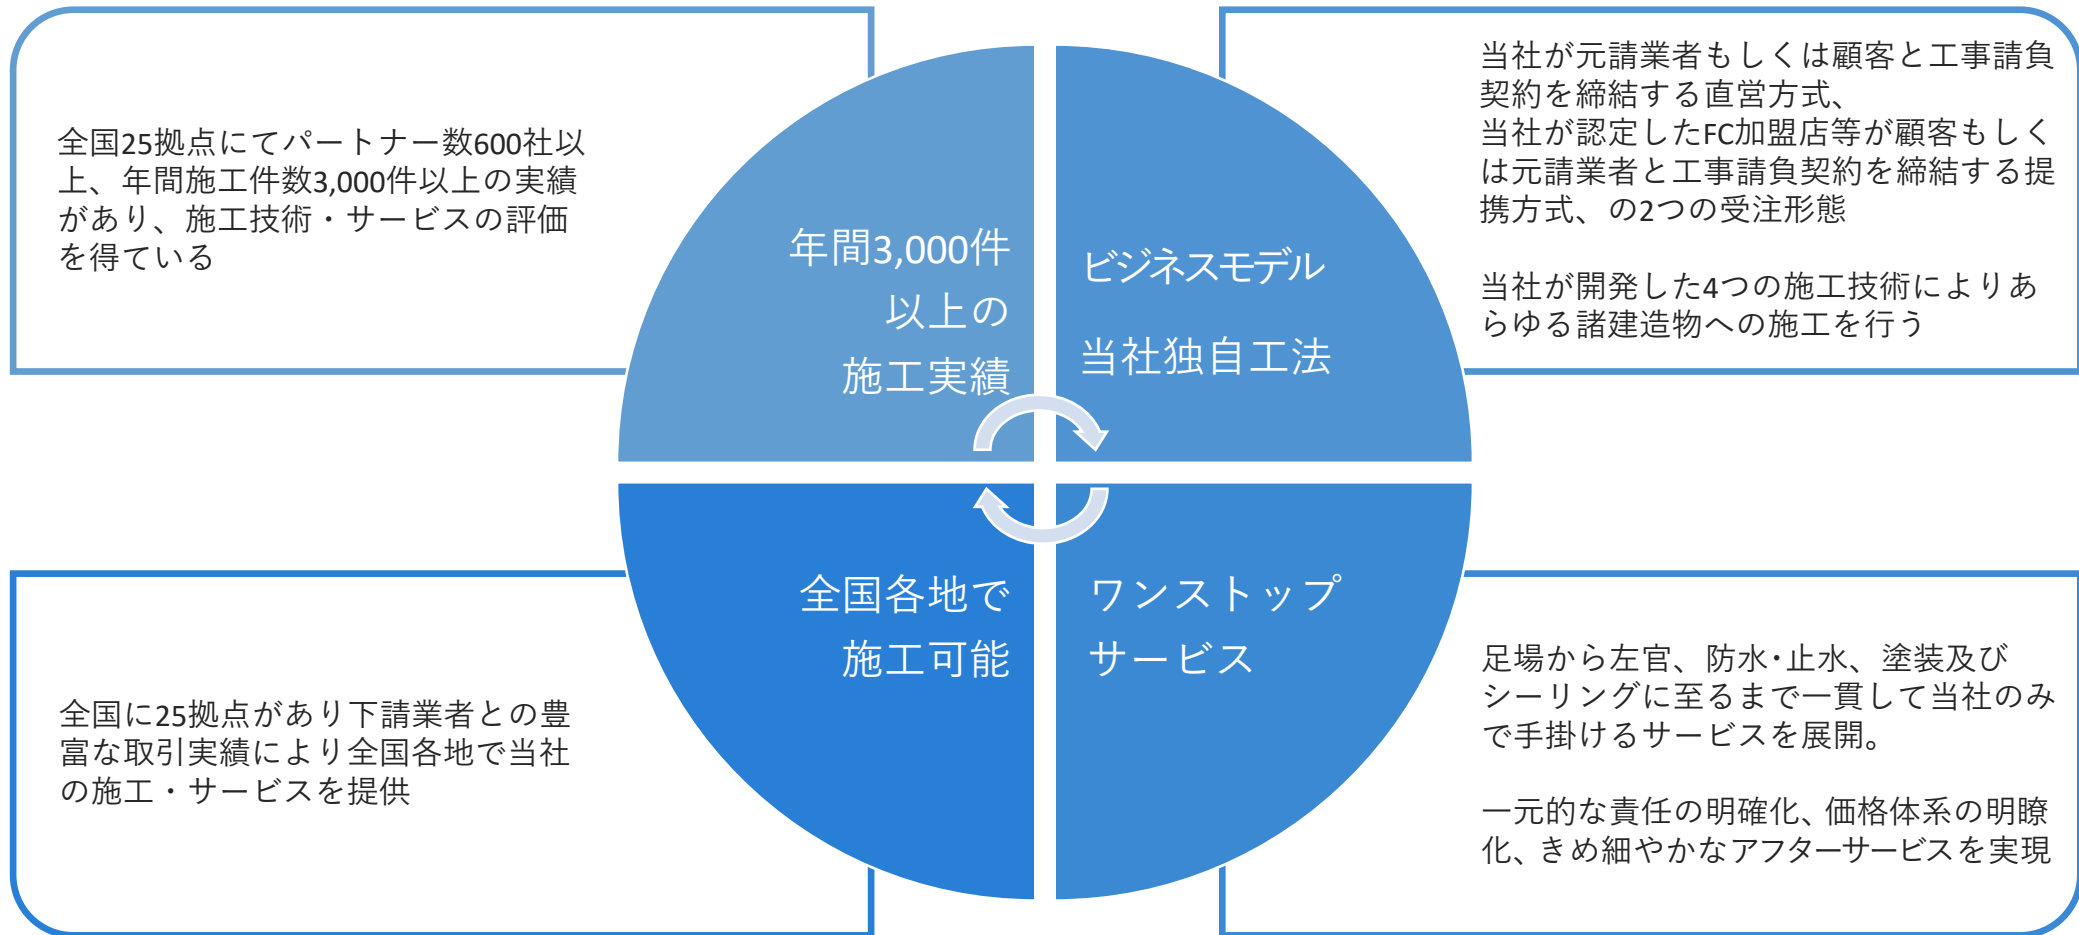 全国25拠点にてパートナー数600社以
上、年間施工件数3,000件以上の実績
があり、施工技術・サービスの評価
を得ている
年間3,000件
以上の
施工実績
ビジネスモデル
当社独自工法
当社が元請業者もしくは顧客と工事請負
契約を締結する直営方式、
当社が認定したFC加盟店等が顧客もしく
は元請業者と工事請負契約を締結する提
携方式、の2つの受注形態
当社が開発した4つの施工技術によりあ
らゆる諸建造物への施工を行う
全国に25拠点があり下請業者との豊
富な取引実績により全国各地で当社
の施工・サービスを提供
全国各地で
施工可能
ワンストップ
サービス
足場から左官、防水・止水、塗装及び
シーリングに至るまで一貫して当社のみ
で手掛けるサービスを展開。
一元的な責任の明確化、価格体系の明瞭
化、きめ細やかなアフターサービスを実現